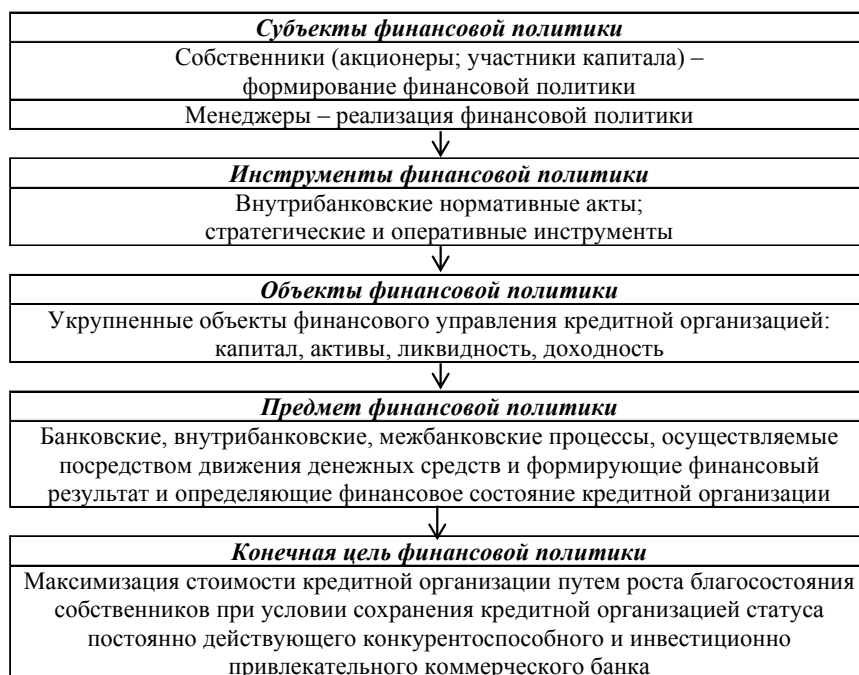 Субъекты финансовой политики
Собственники (акционеры; участники капитала) –
формирование финансовой политики
Менеджеры – реализация финансовой политики
Инструменты финансовой политики
Внутрибанковские нормативные акты;
стратегические и оперативные инструменты
Объекты финансовой политики
Укрупненные объекты финансового управления кредитной организацией:
капитал, активы, ликвидность, доходность
Предмет финансовой политики
Банковские, внутрибанковские, межбанковские процессы, осуществляемые
посредством движения денежных средств и формирующие финансовый
результат и определяющие финансовое состояние кредитной организации
Конечная цель финансовой политики
Максимизация стоимости кредитной организации путем роста благосостояния
собственников при условии сохранения кредитной организацией статуса
постоянно действующего конкурентоспособного и инвестиционно
привлекательного коммерческого банка